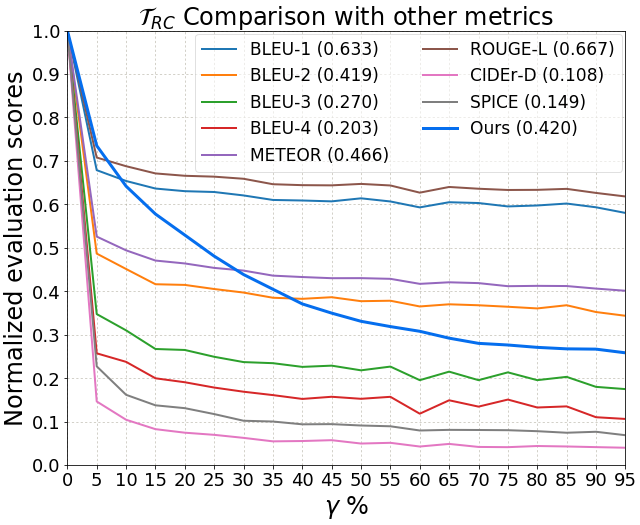 𝒯RC Comparison with other metrics
Normalized evaluation scores
1.0
0.9
0.8
0.7
0.6
0.5
0.4
0.3
0.2
0.1
0.0
BLEU-1 (0.633)
BLEU-2 (0.419)
BLEU-3 (0.270)
BLEU-4 (0.203)
METEOR (0.466)
ROUGE-L (0.667)
CIDEr-D (0.108)
SPICE (0.149)
Ours (0.420)
0 5 10 15 20 25 30 35 40 45 50 55 60 65 70 75 80 85 90 95
γ %